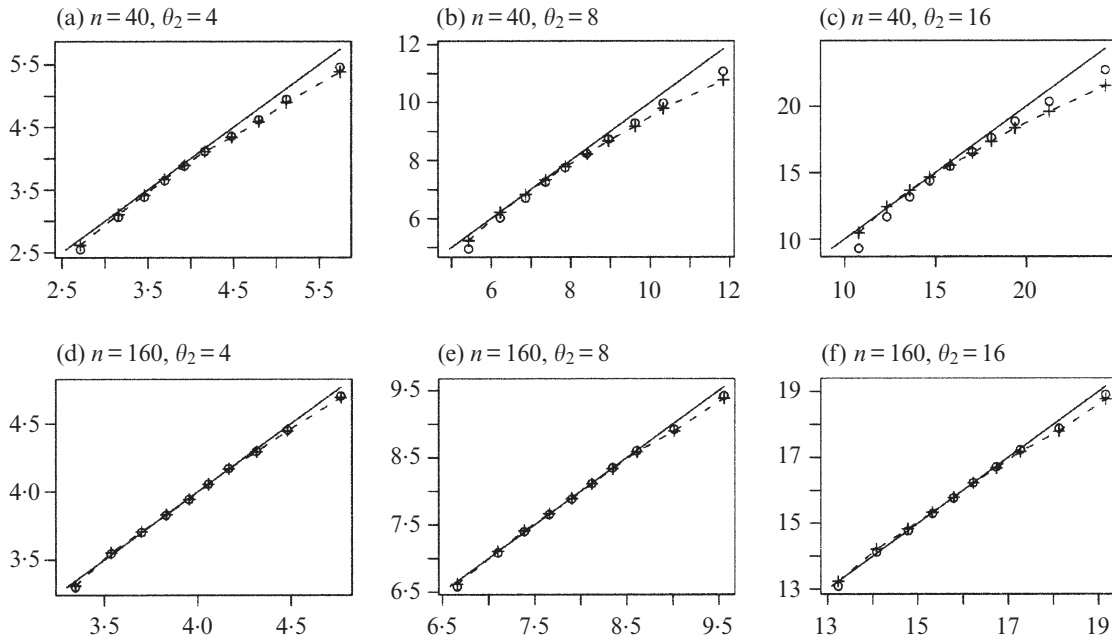 (a) n = 40, θ2 = 4
(b) n = 40, θ2 = 8
(c) n = 40, θ2 = 16
5·5
4·5
3·5
2·5
2·5 3·5 4·5 5·5
12
10
8
6
6 8 10 12
20
15
10
10 15 20
(d) n = 160, θ2 = 4
(e) n = 160, θ2 = 8
(f) n = 160, θ2 = 16
4·5
4·0
3·5
3·5 4·0 4·5
9·5
8·5
7·5
6·5
6·5 7·5 8·5 9·5
19
17
15
13
13 15 17 19